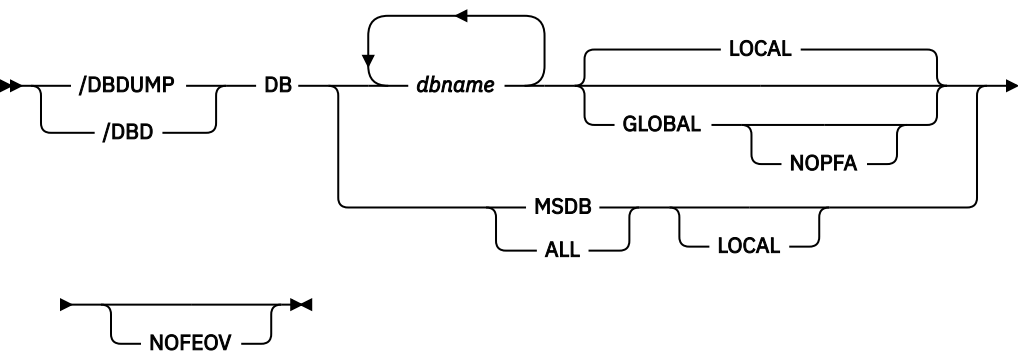 LOCAL
/DBDUMP DB dbname
/DBD GLOBAL
NOPFA
MSDB
ALL LOCAL
NOFEOV